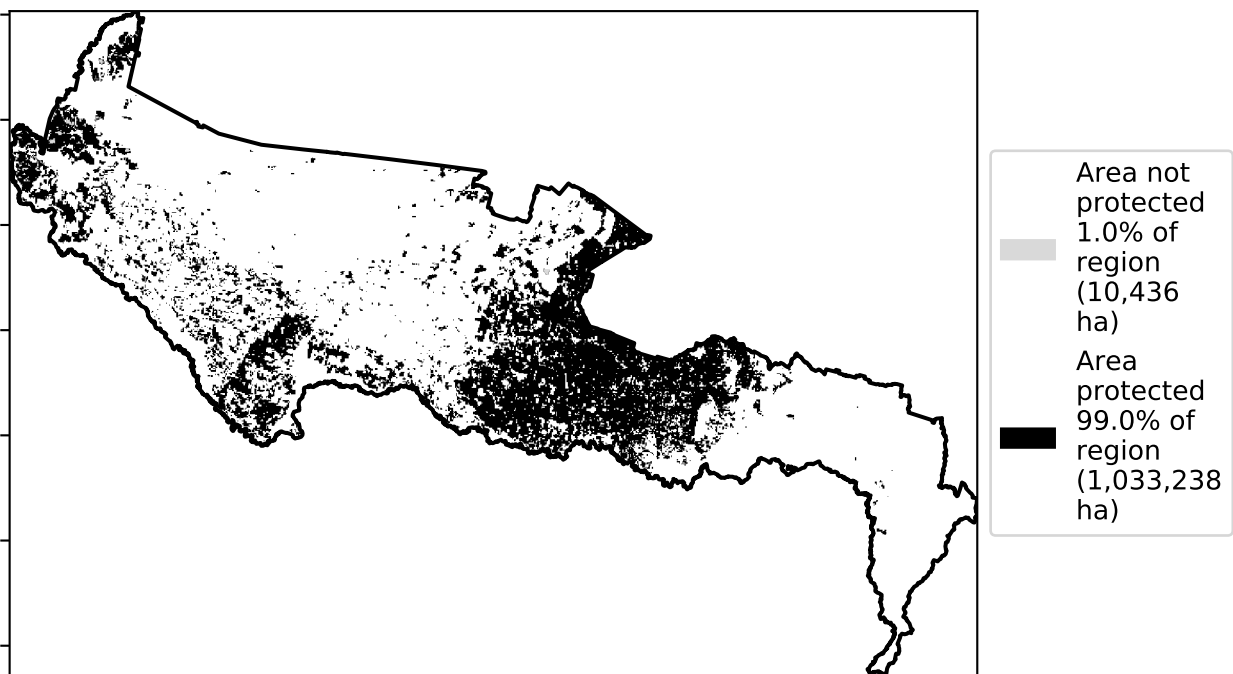 Area not
protected
1.0% of
region
(10,436
ha)
Area
protected
99.0% of
region
(1,033,238
ha)